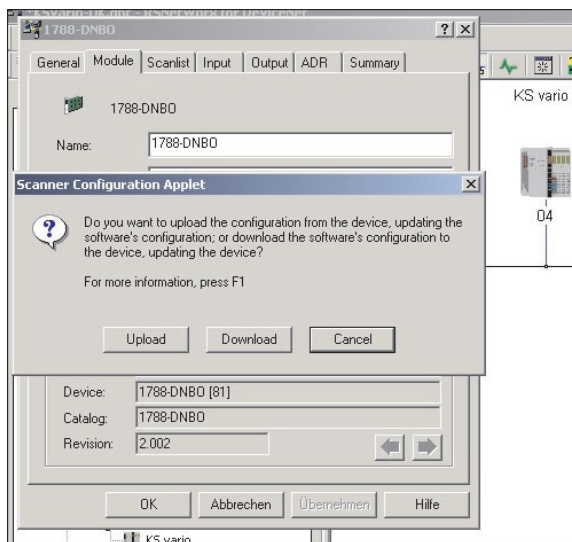 1788-DNBO
General Module Scanlist Input Output ADR Summary
KS vario
1788-DNBO
Name: 1788-DNBO
Scanner Configuration Applet
Do you want to upload the configuration from the device, updating the
software's configuration; or download the software's configuration to
the device, updating the device?
For more information, press F1
04
Upload Download Cancel
Device: 1788-DNBO [81]
Catalog: 1788-DNBO
Revision: 2.002
OK Abbrechen Übernehmen Hilfe
KS vario